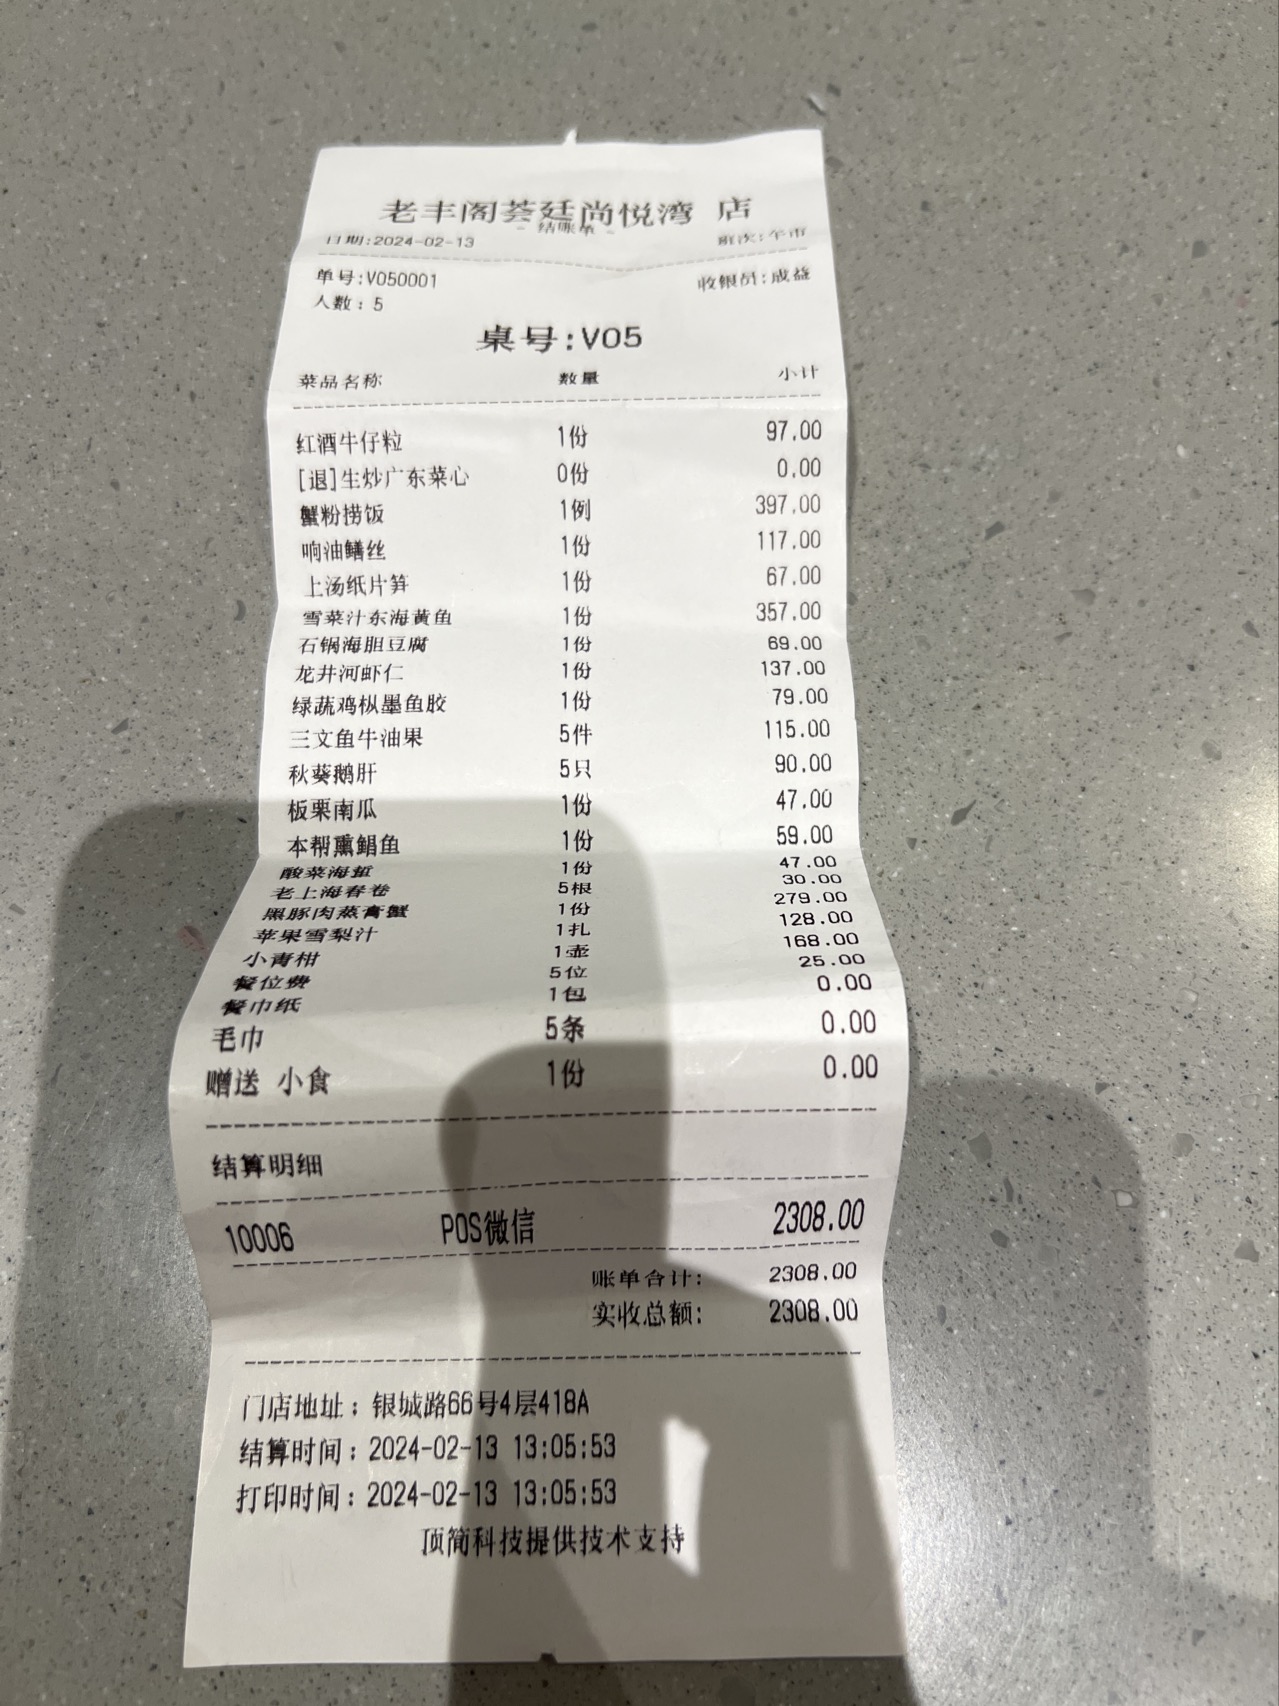 老丰阁荟廷尚悦湾 店
- 结账单 -
日期:2024-02-13 班次:午市
单号:V050001 收银员:成益
人数: 5
桌号:V05
菜品名称 数量 小计
红酒牛仔粒 1份 97.00
[退]生炒广东菜心 0份 0.00
蟹粉捞饭 1例 397.00
响油鳝丝 1份 117.00
上汤纸片笋 1份 67.00
雪菜汁东海黄鱼 1份 357.00
石锅海胆豆腐 1份 69.00
龙井河虾仁 1份 137.00
绿蔬鸡枞墨鱼胶 1份 79.00
三文鱼牛油果 5件 115.00
秋葵鹅肝 5只 90.00
板栗南瓜 1份 47.00
本帮熏鲳鱼 1份 59.00
酸菜海蜇 1份 47.00
老上海春卷 5根 30.00
黑豚肉蒸膏蟹 1份 279.00
苹果雪梨汁 1扎 128.00
小青柑 1壶 168.00
餐位费 5位 25.00
餐巾纸 1包 0.00
毛巾 5条 0.00
赠送 小食 1份 0.00
结算明细
10006 POS微信 2308.00
账单合计: 2308.00
实收总额: 2308.00
门店地址: 银城路66号4层418A
结算时间: 2024-02-13 13:05:53
打印时间: 2024-02-13 13:05:53
顶简科技提供技术支持